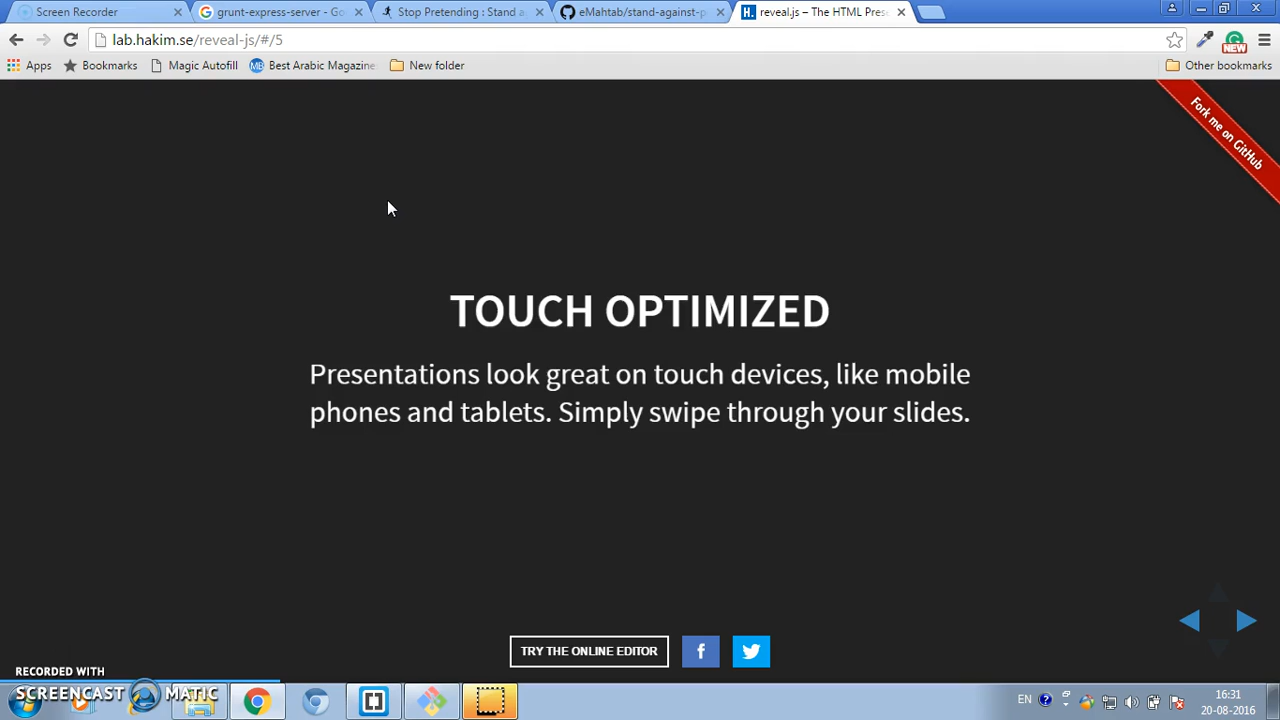 Screen Recorder
grunt-express-server - Go
Stop Pretending : Stand a
eMahtab/stand-against-p
H. reveal.js – The HTML Pres
lab.hakim.se/reveal-js/#/5
NEW
Apps
Bookmarks
Magic Autofill
MB Best Arabic Magazine
New folder
Other bookmarks
Fork me on GitHub
TOUCH OPTIMIZED
Presentations look great on touch devices, like mobile
phones and tablets. Simply swipe through your slides.
TRY THE ONLINE EDITOR
f
RECORDED WITH
SCREENCAST MATIC
EN
16:31
20-08-2016